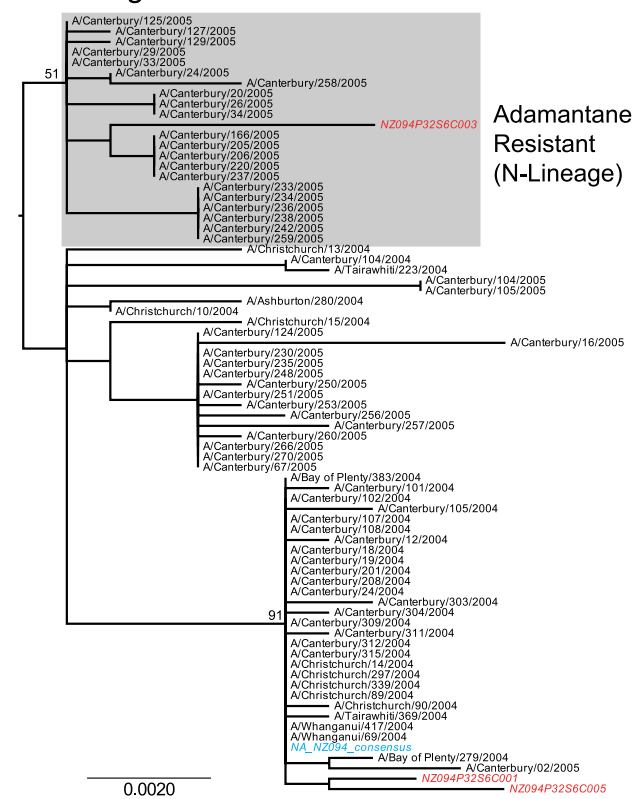 A/Canterbury/125/2005
A/Canterbury/127/2005
A/Canterbury/129/2005
A/Canterbury/29/2005
A/Canterbury/33/2005
51
A/Canterbury/24/2005
A/Canterbury/258/2005
A/Canterbury/20/2005
A/Canterbury/26/2005
A/Canterbury/34/2005
NZ094P32S6C003
A/Canterbury/166/2005
A/Canterbury/205/2005
A/Canterbury/206/2005
A/Canterbury/220/2005
A/Canterbury/237/2005
A/Canterbury/233/2005
A/Canterbury/234/2005
A/Canterbury/236/2005
A/Canterbury/238/2005
A/Canterbury/242/2005
A/Canterbury/259/2005
Adamantane
Resistant
(N-Lineage)
A/Christchurch/13/2004
A/Canterbury/104/2004
A/Tairawhiti/223/2004
A/Canterbury/104/2005
A/Canterbury/105/2005
A/Ashburton/280/2004
A/Christchurch/10/2004
A/Christchurch/15/2004
A/Canterbury/124/2005
A/Canterbury/16/2005
A/Canterbury/230/2005
A/Canterbury/235/2005
A/Canterbury/248/2005
A/Canterbury/250/2005
A/Canterbury/251/2005
A/Canterbury/253/2005
A/Canterbury/256/2005
A/Canterbury/257/2005
A/Canterbury/260/2005
A/Canterbury/266/2005
A/Canterbury/270/2005
A/Canterbury/67/2005
A/Bay of Plenty/383/2004
A/Canterbury/101/2004
A/Canterbury/102/2004
A/Canterbury/105/2004
A/Canterbury/107/2004
A/Canterbury/108/2004
A/Canterbury/12/2004
A/Canterbury/18/2004
A/Canterbury/19/2004
A/Canterbury/201/2004
A/Canterbury/208/2004
A/Canterbury/24/2004
A/Canterbury/303/2004
A/Canterbury/304/2004
91
A/Canterbury/309/2004
A/Canterbury/311/2004
A/Canterbury/312/2004
A/Canterbury/315/2004
A/Christchurch/14/2004
A/Christchurch/297/2004
A/Christchurch/339/2004
A/Christchurch/89/2004
A/Christchurch/90/2004
A/Tairawhiti/369/2004
A/Whanganui/417/2004
A/Whanganui/69/2004
NA_NZ094_consensus
A/Bay of Plenty/279/2004
A/Canterbury/02/2005
NZ094P32S6C001
NZ094P32S6C005
0.0020